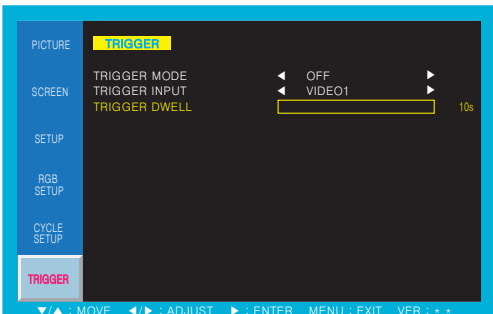 PICTURE
SCREEN
SETUP
RGB
SETUP
CYCLE
SETUP
TRIGGER
TRIGGER
TRIGGER MODE ◀ OFF ▶
TRIGGER INPUT ◀ VIDEO1 ▶
TRIGGER DWELL 10s
▼/▲ : MOVE ◀/▶ : ADJUST ▶ : ENTER MENU : EXIT VER : * *